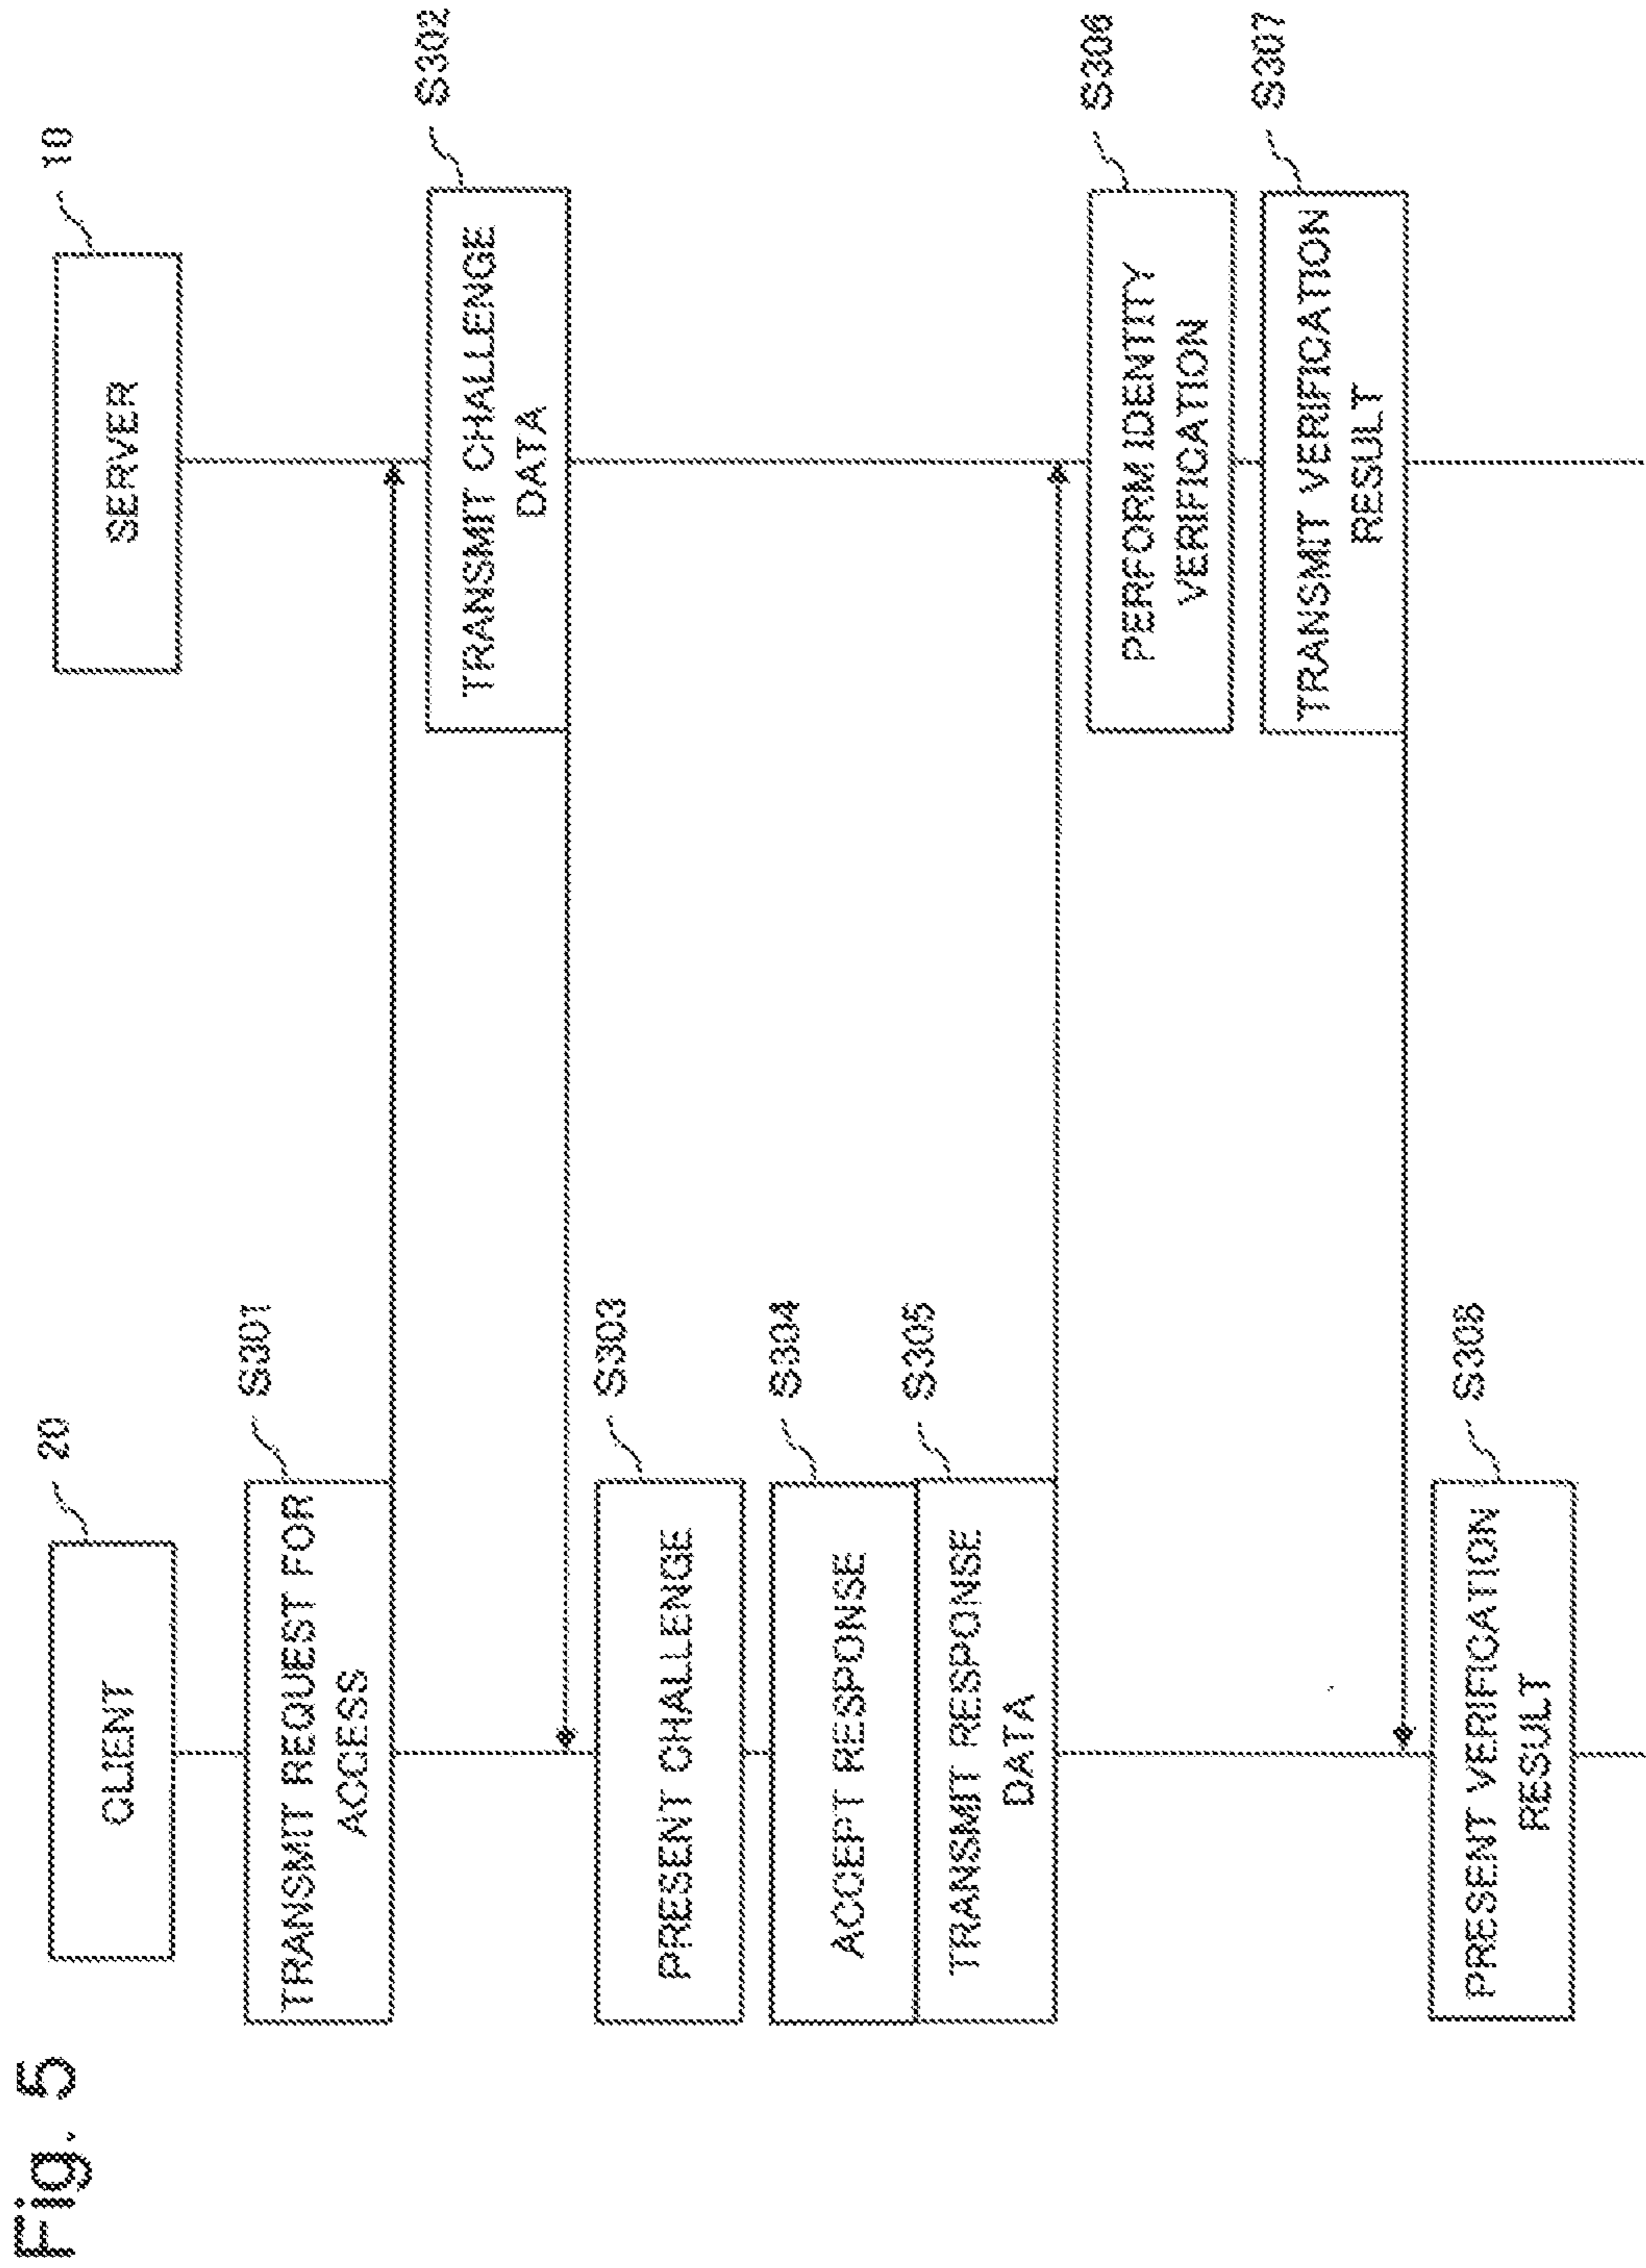 Fig. 5
CLIENT
20
SERVER
10
TRANSMIT REQUEST FOR
ACCESS
S301
TRANSMIT CHALLENGE
DATA
S302
PRESENT CHALLENGE
S303
ACCEPT RESPONSE
S304
TRANSMIT RESPONSE
DATA
S305
PERFORM IDENTITY
VERIFICATION
S306
TRANSMIT VERIFICATION
RESULT
S307
PRESENT VERIFICATION
RESULT
S308